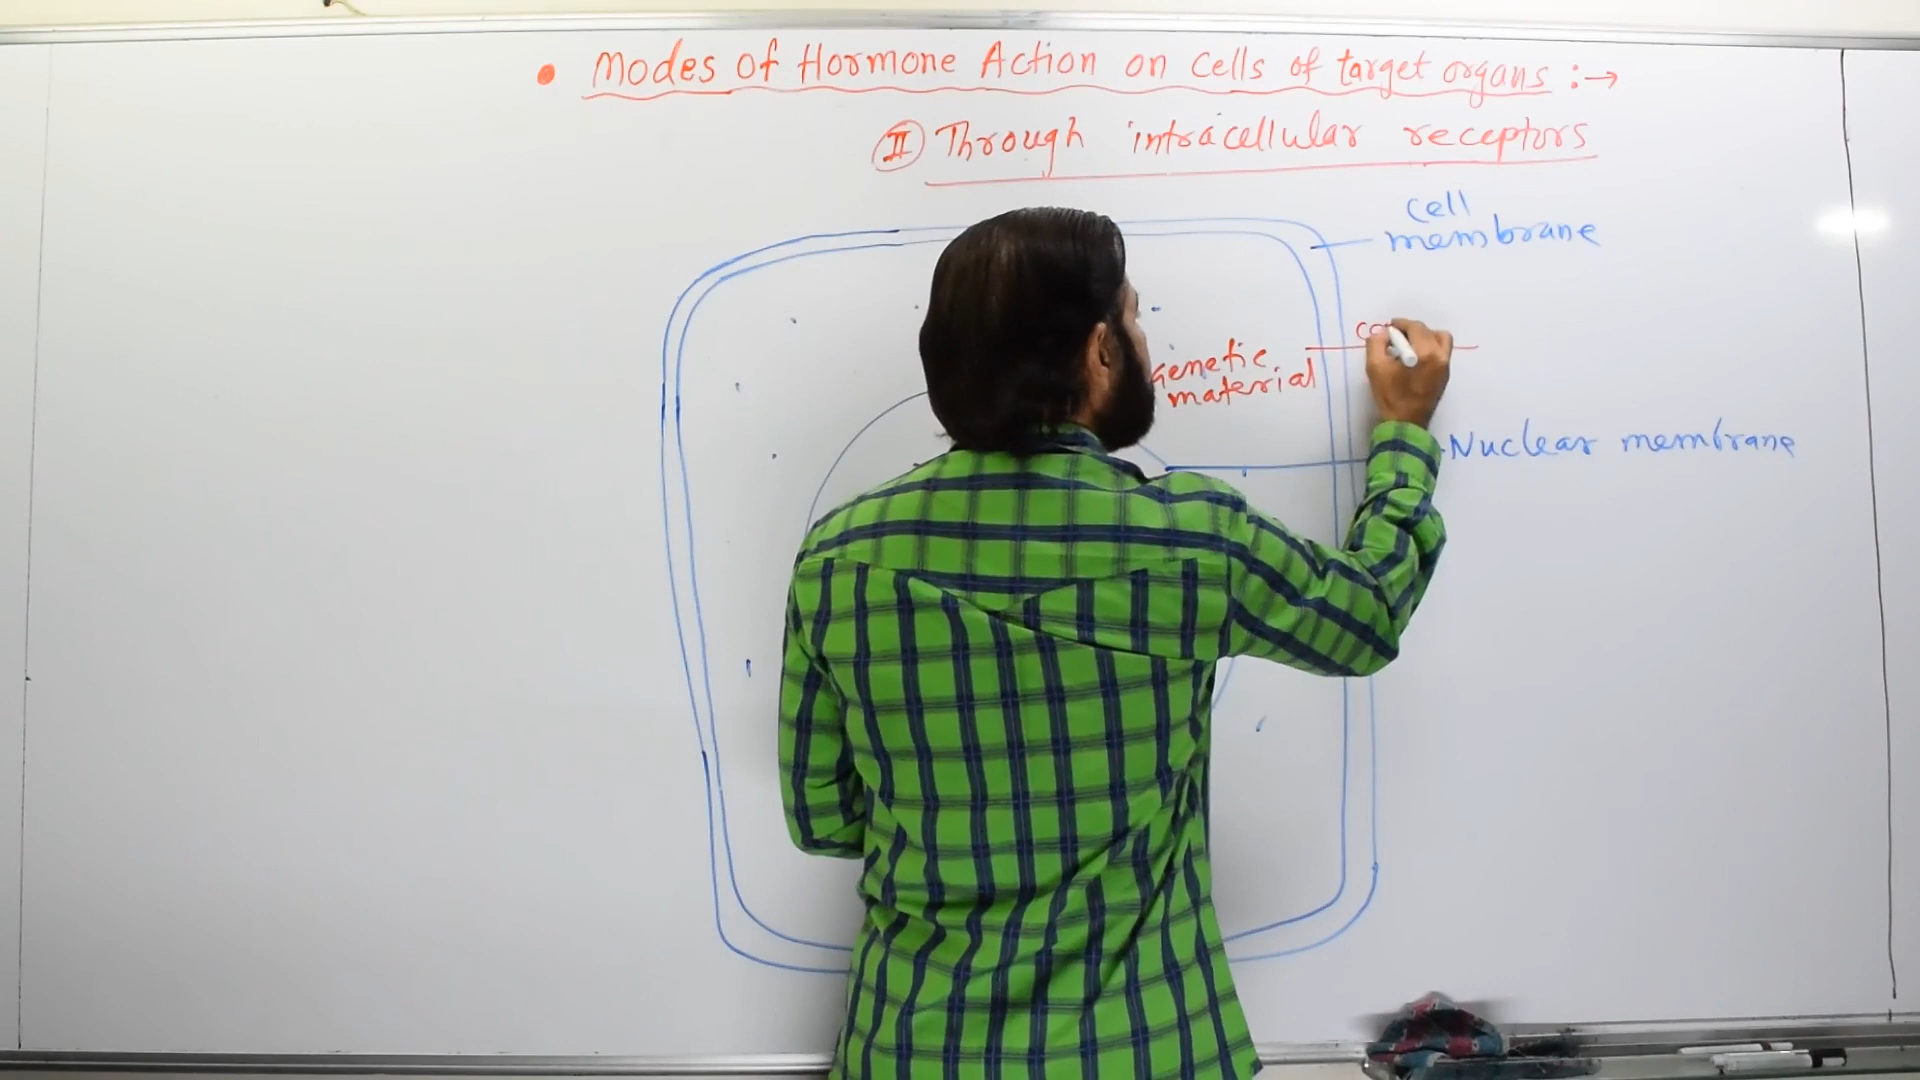 • Modes of Hormone Action on cells of target organs :→
II Through intracellular receptors
cell
membrane
Genetic
material
Nuclear membrane